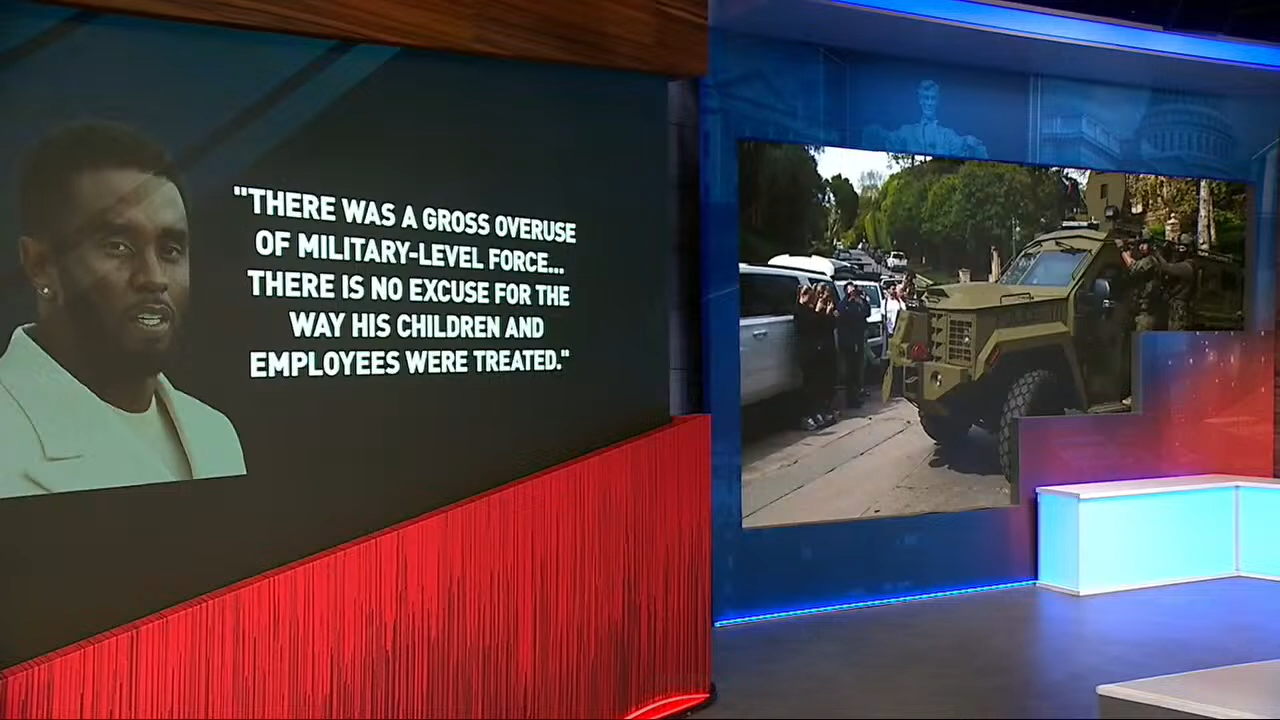 "THERE WAS A GROSS OVERUSE
OF MILITARY-LEVEL FORCE...
THERE IS NO EXCUSE FOR THE
WAY HIS CHILDREN AND
EMPLOYEES WERE TREATED."